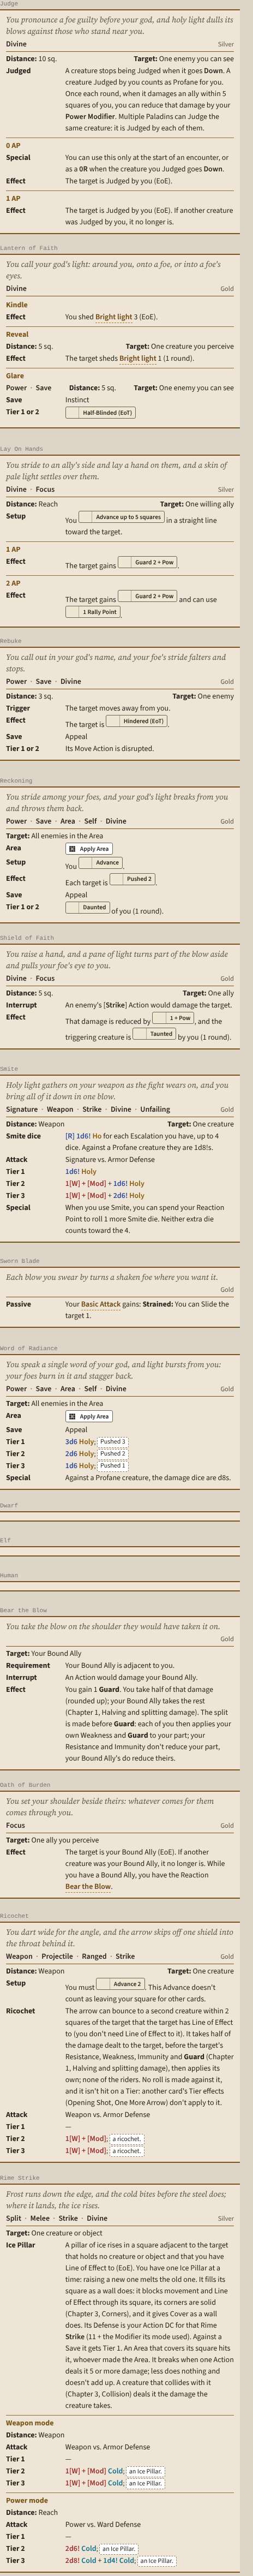 Judge
You pronounce a foe guilty before your god, and holy light dulls its
blows against those who stand near you.
Divine Silver
Distance: 10 sq. Target: One enemy you can see
Judged A creature stops being Judged when it goes Down. A
creature Judged by you counts as Profane for you.
Once each round, when it damages an ally within 5
squares of you, you can reduce that damage by your
Power Modifier. Multiple Paladins can Judge the
same creature: it is Judged by each of them.
0 AP
Special You can use this only at the start of an encounter, or
as a 0R when the creature you Judged goes Down.
Effect The target is Judged by you (EoE).
1 AP
Effect The target is Judged by you (EoE). If another creature
was Judged by you, it no longer is.
Lantern of Faith
You call your god's light: around you, onto a foe, or into a foe's
eyes.
Divine Gold
Kindle
Effect You shed Bright light 3 (EoE).
Reveal
Distance: 5 sq. Target: One creature you perceive
Effect The target sheds Bright light 1 (1 round).
Glare
Power · Save Distance: 5 sq. Target: One enemy you can see
Save Instinct
Tier 1 or 2 Half-Blinded (EoT)
Lay On Hands
You stride to an ally's side and lay a hand on them, and a skin of
pale light settles over them.
Divine · Focus Silver
Distance: Reach Target: One willing ally
Setup You Advance up to 5 squares in a straight line
toward the target.
1 AP
Effect The target gains Guard 2 + Pow.
2 AP
Effect The target gains Guard 2 + Pow and can use
1 Rally Point.
Rebuke
You call out in your god's name, and your foe's stride falters and
stops.
Power · Save · Divine Gold
Distance: 3 sq. Target: One enemy
Trigger The target moves away from you.
Effect The target is Hindered (EoT).
Save Appeal
Tier 1 or 2 Its Move Action is disrupted.
Reckoning
You stride among your foes, and your god's light breaks from you
and throws them back.
Power · Save · Area · Self · Divine Gold
Target: All enemies in the Area
Area Apply Area
Setup You Advance.
Effect Each target is Pushed 2.
Save Appeal
Tier 1 or 2 Daunted of you (1 round).
Shield of Faith
You raise a hand, and a pane of light turns part of the blow aside
and pulls your foe's eye to you.
Divine · Focus Gold
Distance: 5 sq. Target: One ally
Interrupt An enemy's [Strike] Action would damage the target.
Effect That damage is reduced by 1 + Pow, and the
triggering creature is Taunted by you (1 round).
Smite
Holy light gathers on your weapon as the fight wears on, and you
bring all of it down in one blow.
Signature · Weapon · Strike · Divine · Unfailing Gold
Distance: Weapon Target: One creature
Smite dice [R] 1d6! Ho for each Escalation you have, up to 4
dice. Against a Profane creature they are 1d8!s.
Attack Signature vs. Armor Defense
Tier 1 1d6! Holy
Tier 2 1[W] + [Mod] + 1d6! Holy
Tier 3 1[W] + [Mod] + 2d6! Holy
Special When you use Smite, you can spend your Reaction
Point to roll 1 more Smite die. Neither extra die
counts toward the 4.
Sworn Blade
Each blow you swear by turns a shaken foe where you want it.
Gold
Passive Your Basic Attack gains: Strained: You can Slide the
target 1.
Word of Radiance
You speak a single word of your god, and light bursts from you:
your foes burn in it and stagger back.
Power · Save · Area · Self · Divine Gold
Target: All enemies in the Area
Area Apply Area
Save Appeal
Tier 1 3d6 Holy; Pushed 3
Tier 2 2d6 Holy; Pushed 2
Tier 3 1d6 Holy; Pushed 1
Special Against a Profane creature, the damage dice are d8s.
Dwarf
Elf
Human
Bear the Blow
You take the blow on the shoulder they would have taken it on.
Gold
Target: Your Bound Ally
Requirement Your Bound Ally is adjacent to you.
Interrupt An Action would damage your Bound Ally.
Effect You gain 1 Guard. You take half of that damage
(rounded up); your Bound Ally takes the rest
(Chapter 1, Halving and splitting damage). The split
is made before Guard: each of you then applies your
own Weakness and Guard to your part; your
Resistance and Immunity don't reduce your part,
your Bound Ally's do reduce theirs.
Oath of Burden
You set your shoulder beside theirs: whatever comes for them
comes through you.
Focus Gold
Target: One ally you perceive
Effect The target is your Bound Ally (EoE). If another
creature was your Bound Ally, it no longer is. While
you have a Bound Ally, you have the Reaction
Bear the Blow.
Ricochet
You dart wide for the angle, and the arrow skips off one shield into
the throat behind it.
Weapon · Projectile · Ranged · Strike Gold
Distance: Weapon Target: One creature
Setup You must Advance 2. This Advance doesn't
count as leaving your square for other cards.
Ricochet The arrow can bounce to a second creature within 2
squares of the target that the target has Line of Effect
to (you don't need Line of Effect to it). It takes half of
the damage dealt to the target, before the target's
Resistance, Weakness, Immunity and Guard (Chapter
1, Halving and splitting damage), then applies its
own; none of the riders. No roll is made against it,
and it isn't hit on a Tier: another card's Tier effects
(Opening Shot, One More Arrow) don't apply to it.
Attack Weapon vs. Armor Defense
Tier 1 —
Tier 2 1[W] + [Mod]; a ricochet.
Tier 3 1[W] + [Mod]; a ricochet.
Rime Strike
Frost runs down the edge, and the cold bites before the steel does;
where it lands, the ice rises.
Split · Melee · Strike · Divine Silver
Target: One creature or object
Ice Pillar A pillar of ice rises in a square adjacent to the target
that holds no creature or object and that you have
Line of Effect to (EoE). You have one Ice Pillar at a
time: raising a new one melts the old one. It fills its
square as a wall does: it blocks movement and Line
of Effect through its square, its corners are solid
(Chapter 3, Corners), and it gives Cover as a wall
does. Its Defense is your Action DC for that Rime
Strike (11 + the Modifier its mode used). Against a
Save it gets Tier 1. An Area that covers its square hits
it, whoever made the Area. It breaks when one Action
deals it 5 or more damage; less does nothing and
doesn't add up. A creature that collides with it
(Chapter 3, Collision) deals it the damage the
creature takes.
Weapon mode
Distance: Weapon
Attack Weapon vs. Armor Defense
Tier 1 —
Tier 2 1[W] + [Mod] Cold; an Ice Pillar.
Tier 3 1[W] + [Mod] Cold; an Ice Pillar.
Power mode
Distance: Reach
Attack Power vs. Ward Defense
Tier 1 —
Tier 2 2d6! Cold; an Ice Pillar.
Tier 3 2d8! Cold + 1d4! Cold; an Ice Pillar.